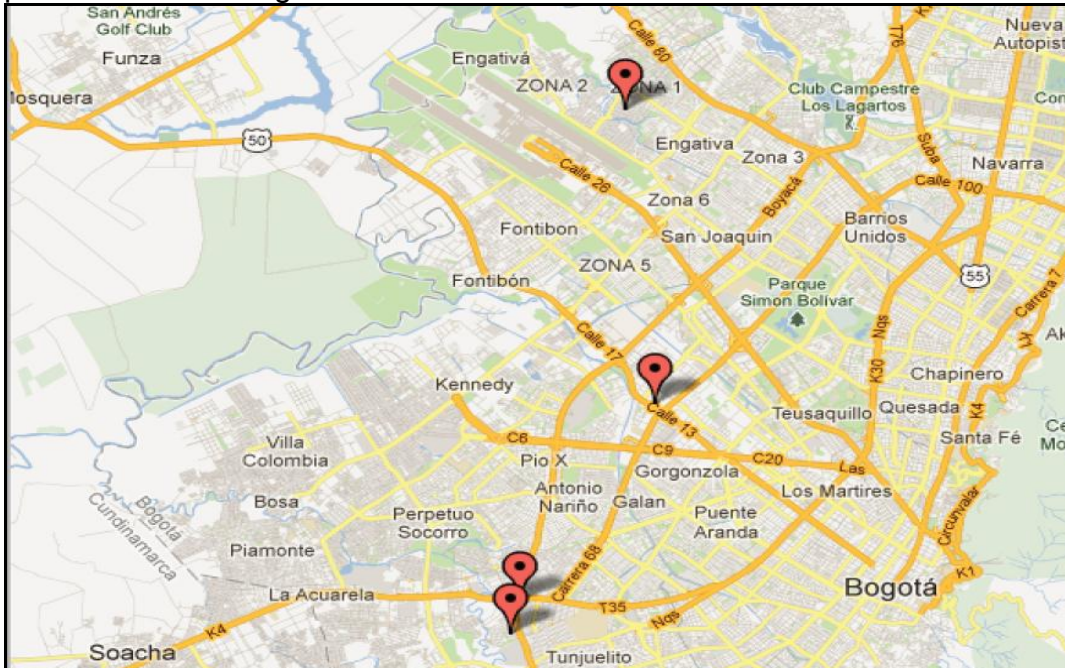 San Andrés
Golf Club
Funza
Mosquera
Engativá
ZONA 2
ZONA 1
Calle 80
T76
Nueva
Autopist
Club Campestre
Los Lagartos
Engativa
Zona 3
Suba
Navarra
Calle 100
50
Calle 26
Zona 6
Boyacá
Barrios
Unidos
Fontibon
San Joaquin
ZONA 5
Fontibón
Parque
Simon Bolívar
55
Carrera 7
Nqs
Calle 17
K30
Chapinero
Kennedy
Calle 13
Teusaquillo
Quesada
K4
Santa Fé
C6
C9
C20
Las
Villa
Colombia
Pio X
Gorgonzola
Los Martires
Bosa
Antonio
Nariño
Galan
Puente
Aranda
Perpetuo
Socorro
Circunvalar
Bogotá
Cundinamarca
Piamonte
Carrera 68
La Acuarela
T35
Nqs
Bogotá
K1
K4
Soacha
Tunjuelito